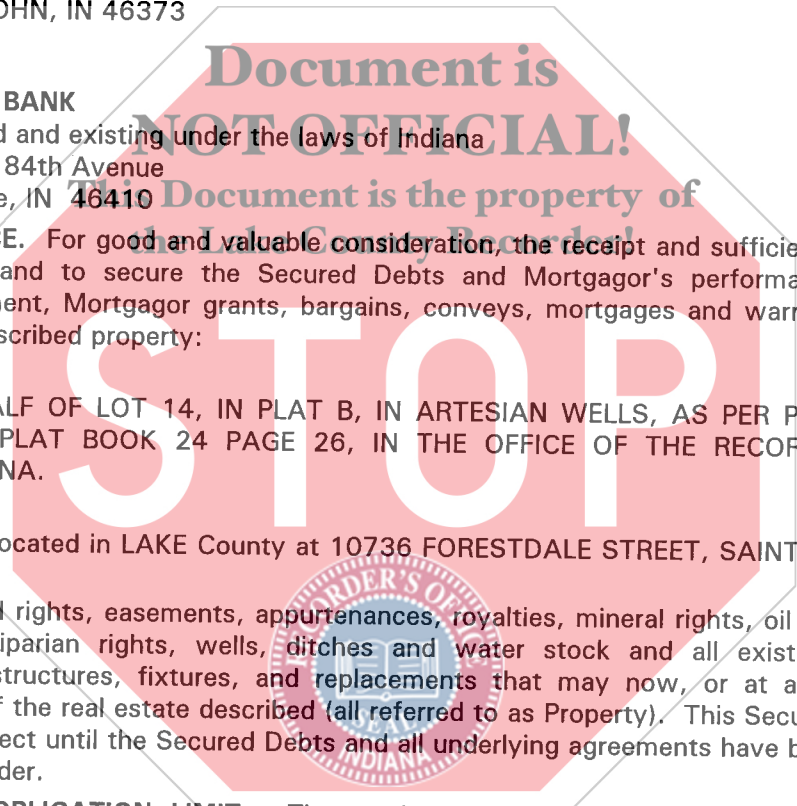 OHN, IN 46373
Document is
BANK
NOT OFFICIAL!
d and existing under the laws of Indiana
84th Avenue
This Document is the property of
e, IN 46410
the Lake County Recorder!
CE. For good and valuable consideration, the receipt and sufficie
and to secure the Secured Debts and Mortgagor's performa
ent, Mortgagor grants, bargains, conveys, mortgages and warr
scribed property:
STOP
ALF OF LOT 14, IN PLAT B, IN ARTESIAN WELLS, AS PER P
PLAT BOOK 24 PAGE 26, IN THE OFFICE OF THE RECOR
NA.
ocated in LAKE County at 10736 FORESTDALE STREET, SAINT
RECORDER'S OFFICE
rights, easements, appurtenances, royalties, mineral rights, oil
iparian rights, wells, ditches and water stock and all exist
structures, fixtures, and replacements that may now, or at a
f the real estate described (all referred to as Property). This Secu
SEAL
ect until the Secured Debts and all underlying agreements have b
INDIANA
der.